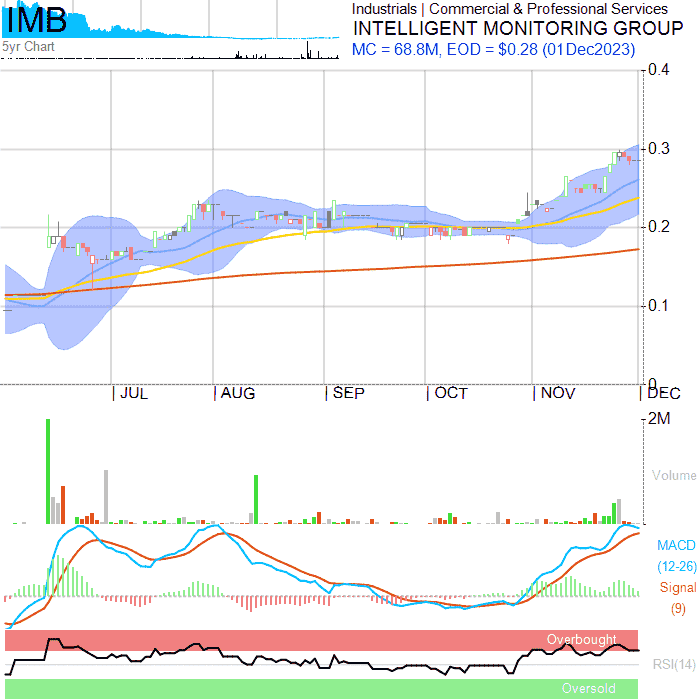 IMB
5yr Chart
Industrials | Commercial & Professional Services
INTELLIGENT MONITORING GROUP
MC = 68.8M, EOD = $0.28 (01Dec2023)
0.4
0.3
0.2
0.1
0
JUL AUG SEP OCT NOV DEC
2M
Volume
MACD
(12-26)
Signal
(9)
Overbought
RSI(14)
Oversold